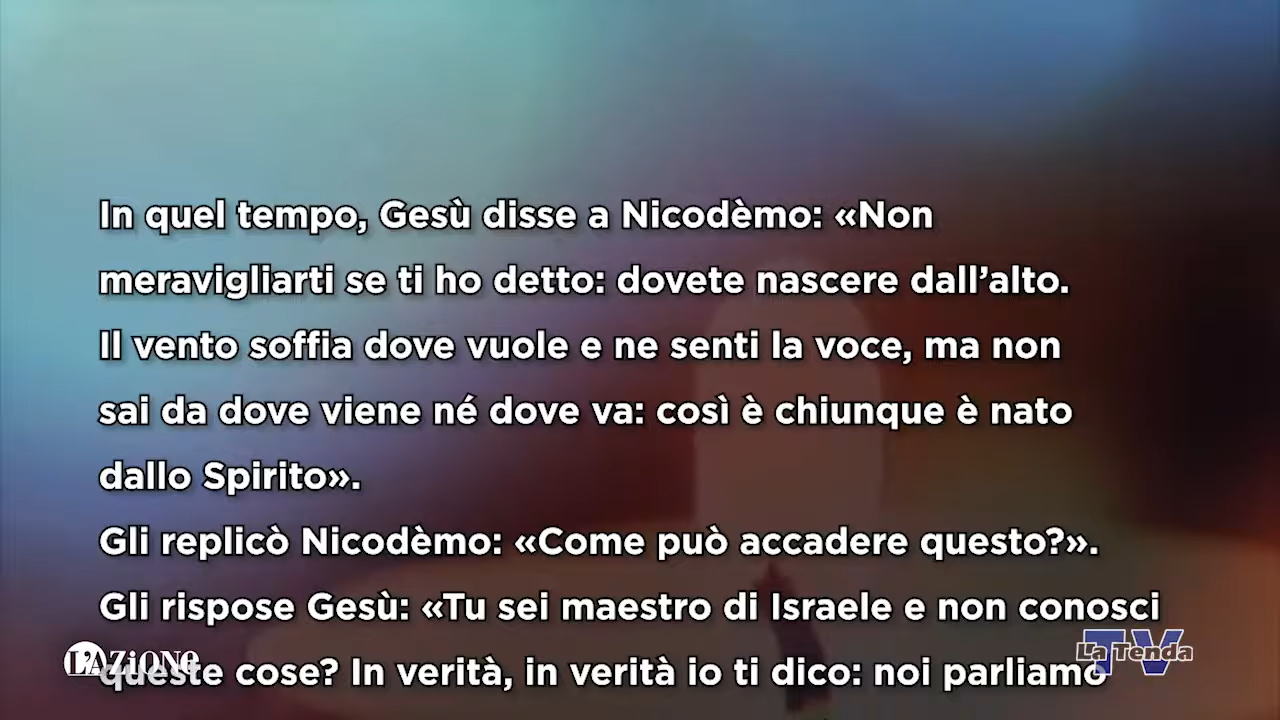 In quel tempo, Gesù disse a Nicodèmo: «Non
meravigliarti se ti ho detto: dovete nascere dall’alto.
Il vento soffia dove vuole e ne senti la voce, ma non
sai da dove viene né dove va: così è chiunque è nato
dallo Spirito».
Gli replicò Nicodèmo: «Come può accadere questo?».
Gli rispose Gesù: «Tu sei maestro di Israele e non conosci
queste cose? In verità, in verità io ti dico: noi parliamo
L'AZiONe
TV
La Tenda